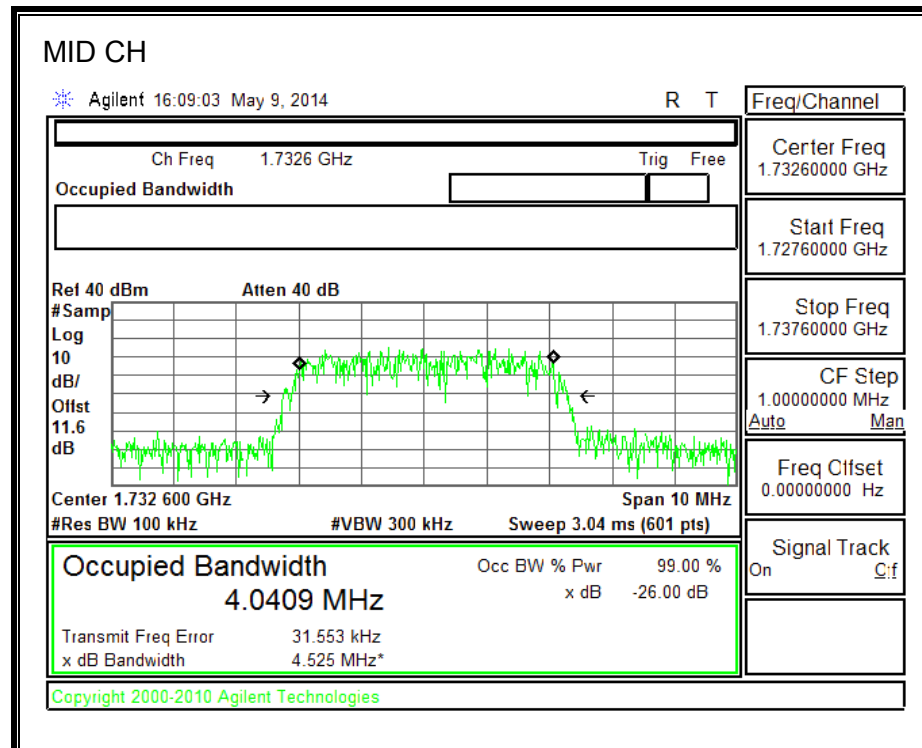 MID CH
Agilent 16:09:03 May 9, 2014 R T
Freq/Channel
Ch Freq 1.7326 GHz Trig Free
Occupied Bandwidth
Center Freq
1.73260000 GHz
Start Freq
1.72760000 GHz
Stop Freq
1.73760000 GHz
CF Step
1.00000000 MHz
Auto Man
Freq Offset
0.00000000 Hz
Signal Track
On Off
Ref 40 dBm Atten 40 dB
#Samp
Log
10
dB/
Offst
11.6
dB
Center 1.732 600 GHz Span 10 MHz
#Res BW 100 kHz #VBW 300 kHz Sweep 3.04 ms (601 pts)
Occupied Bandwidth
4.0409 MHz
Occ BW % Pwr 99.00 %
x dB -26.00 dB
Transmit Freq Error 31.553 kHz
x dB Bandwidth 4.525 MHz*
Copyright 2000-2010 Agilent Technologies